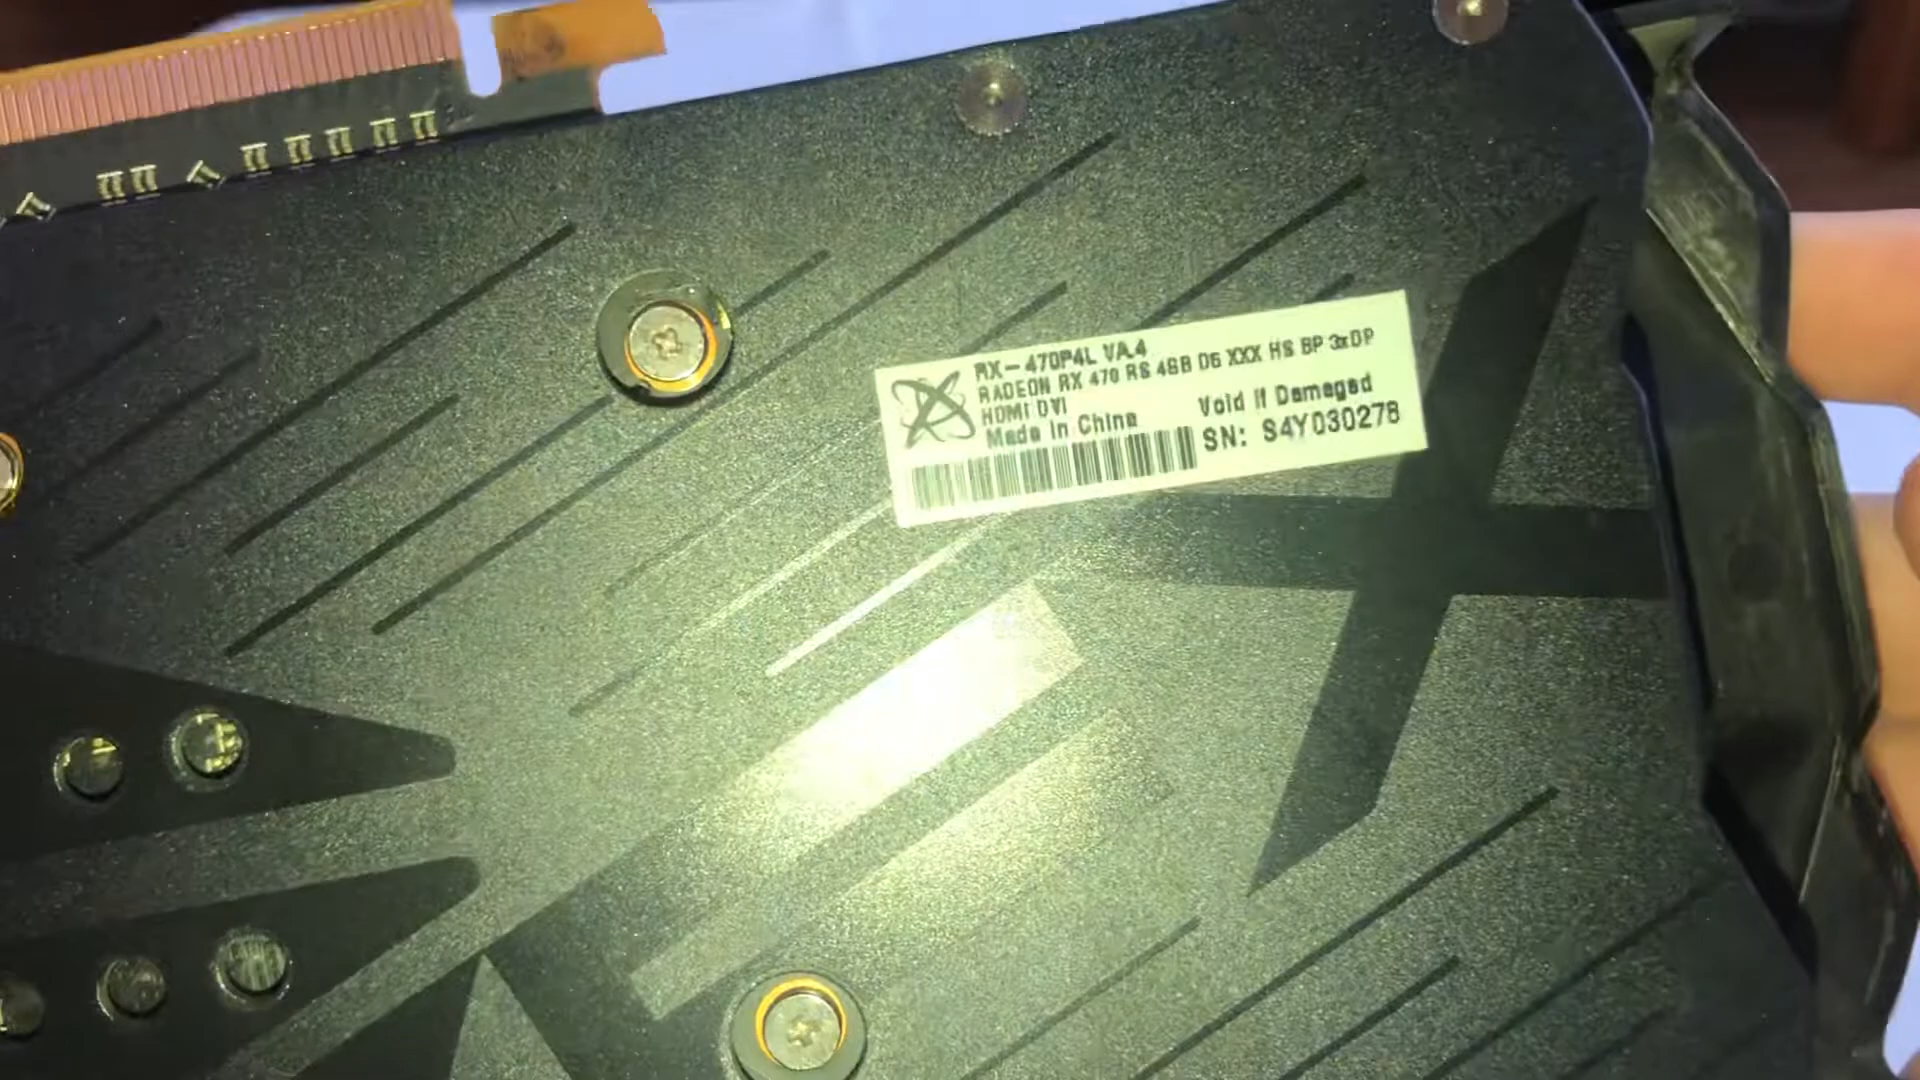 RX-470P4L VA.4
RADEON RX 470 RS 4GB D5 XXX HS BP 3xDP
HDMI DVI
Made In China
Void If Damaged
SN: S4Y030278